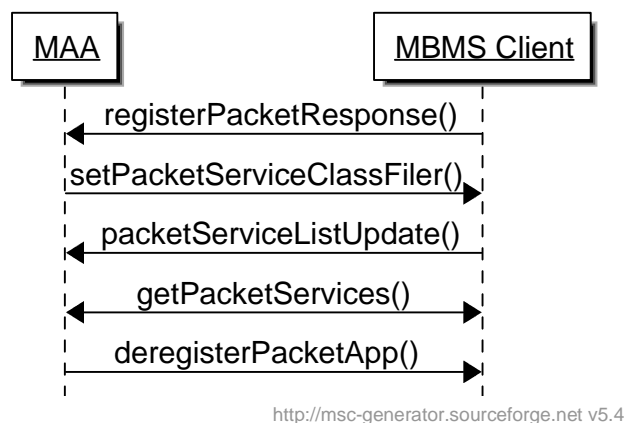 MAA
MBMS Client
registerPacketResponse()
setPacketServiceClassFiler()
packetServiceListUpdate()
getPacketServices()
deregisterPacketApp()
http://msc-generator.sourceforge.net v5.4